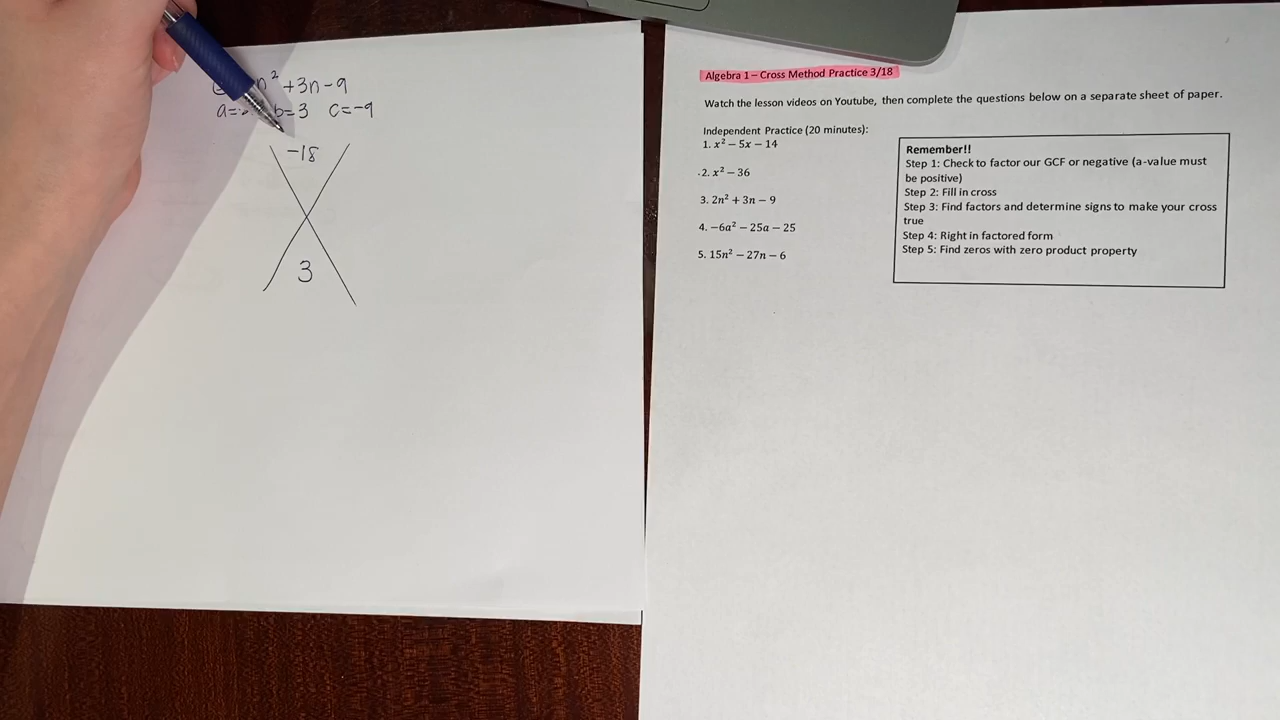 n² +3n-9
a= b=3 c=-9
-18
3
Algebra 1 – Cross Method Practice 3/18
Watch the lesson videos on Youtube, then complete the questions below on a separate sheet of paper.
Independent Practice (20 minutes):
1. x² − 5x − 14
2. x² − 36
3. 2n² + 3n − 9
4. −6a² − 25a − 25
5. 15n² − 27n − 6
Remember!!
Step 1: Check to factor our GCF or negative (a-value must
be positive)
Step 2: Fill in cross
Step 3: Find factors and determine signs to make your cross
true
Step 4: Right in factored form
Step 5: Find zeros with zero product property